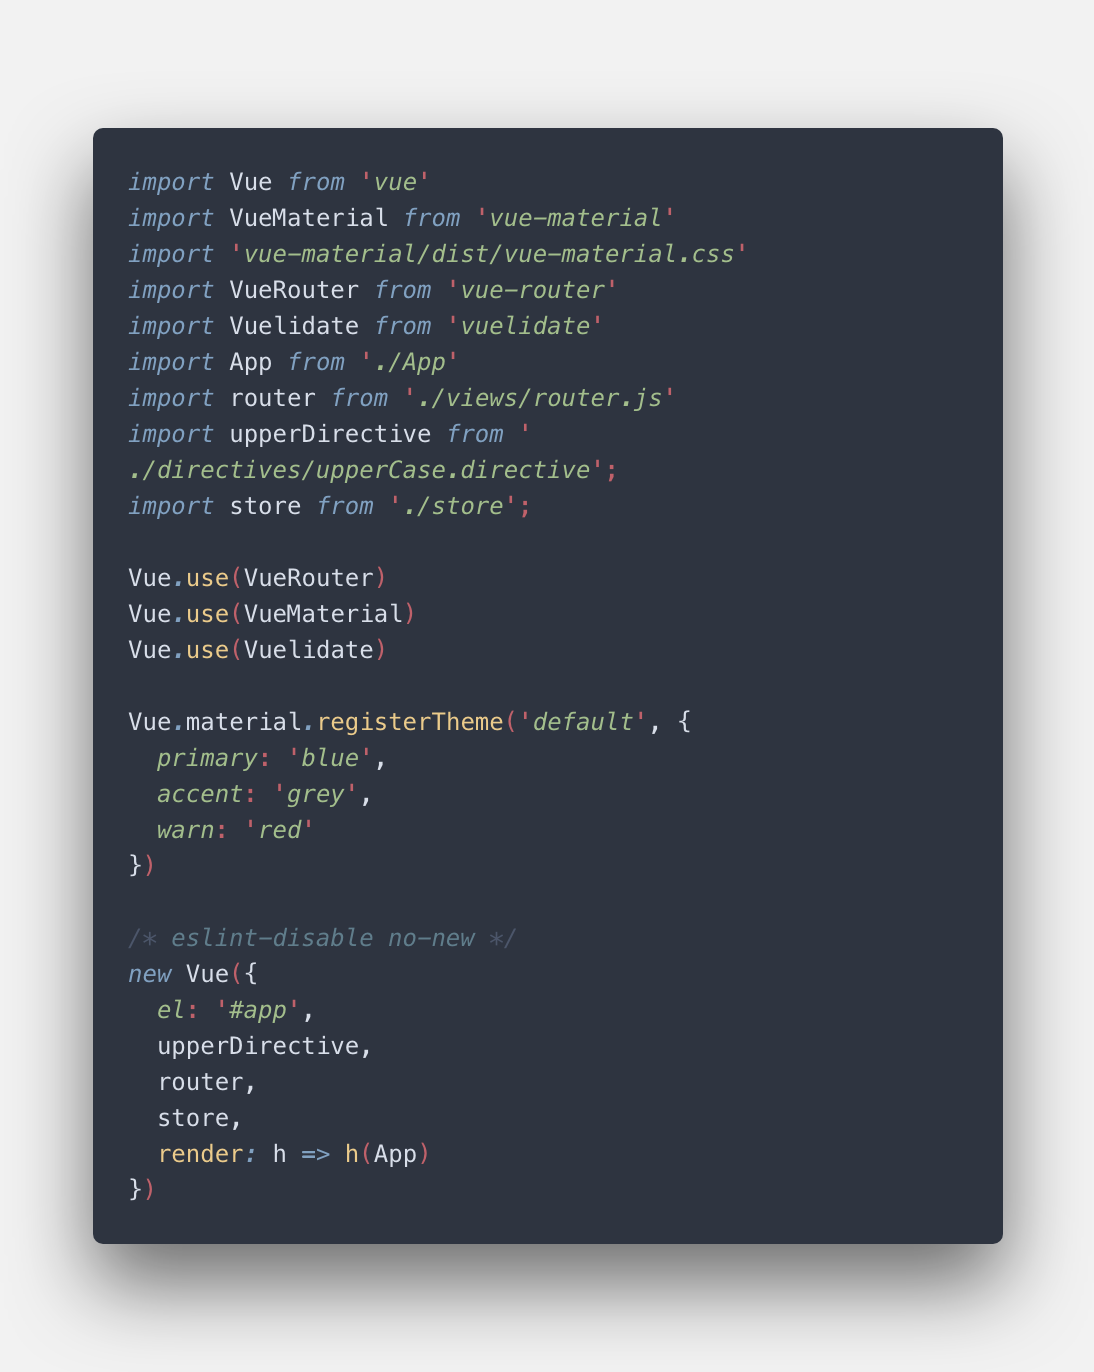 import Vue from 'vue'
import VueMaterial from 'vue-material'
import 'vue-material/dist/vue-material.css'
import VueRouter from 'vue-router'
import Vuelidate from 'vuelidate'
import App from './App'
import router from './views/router.js'
import upperDirective from '
./directives/upperCase.directive';
import store from './store';

Vue.use(VueRouter)
Vue.use(VueMaterial)
Vue.use(Vuelidate)

Vue.material.registerTheme('default', {
  primary: 'blue',
  accent: 'grey',
  warn: 'red'
})

/* eslint-disable no-new */
new Vue({
  el: '#app',
  upperDirective,
  router,
  store,
  render: h => h(App)
})